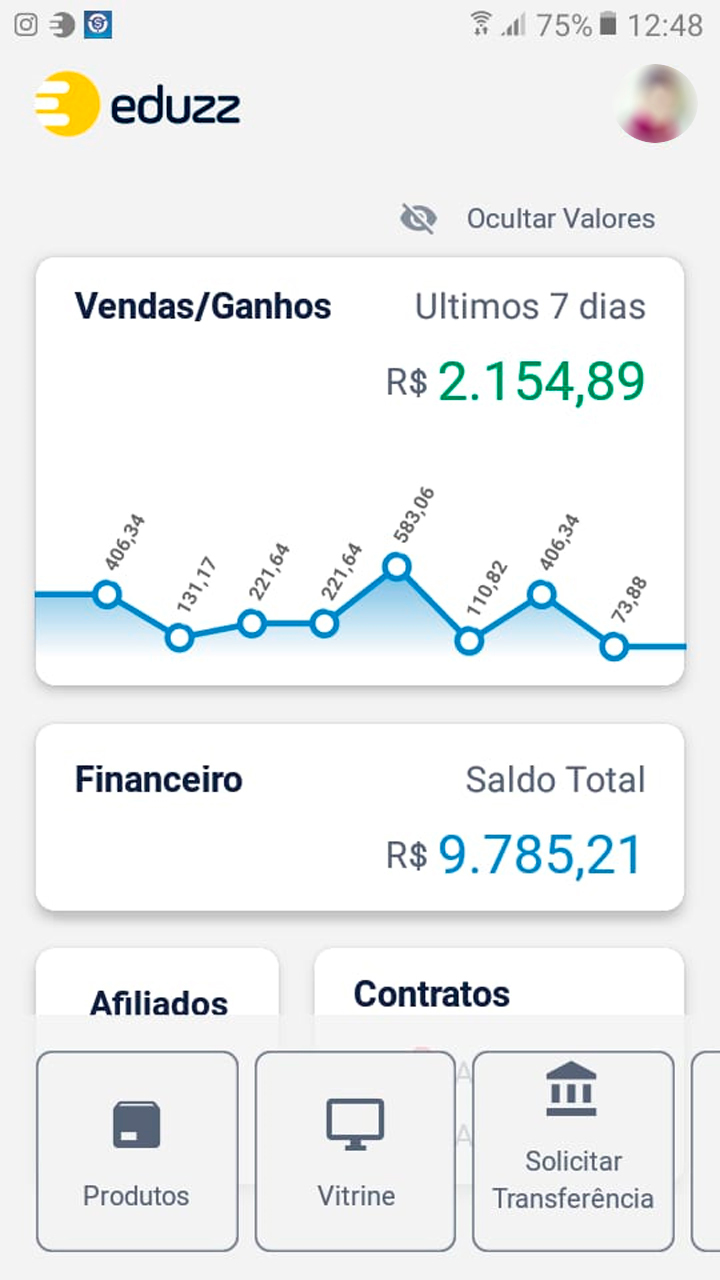 75% 12:48
eduzz
Ocultar Valores
Vendas/Ganhos Ultimos 7 dias
R$ 2.154,89
406,34 131,17 221,64 221,64 583,06 110,82 406,34 73,88
Financeiro Saldo Total
R$ 9.785,21
Afiliados Contratos
A
A
Produtos Vitrine Solicitar
Transferência